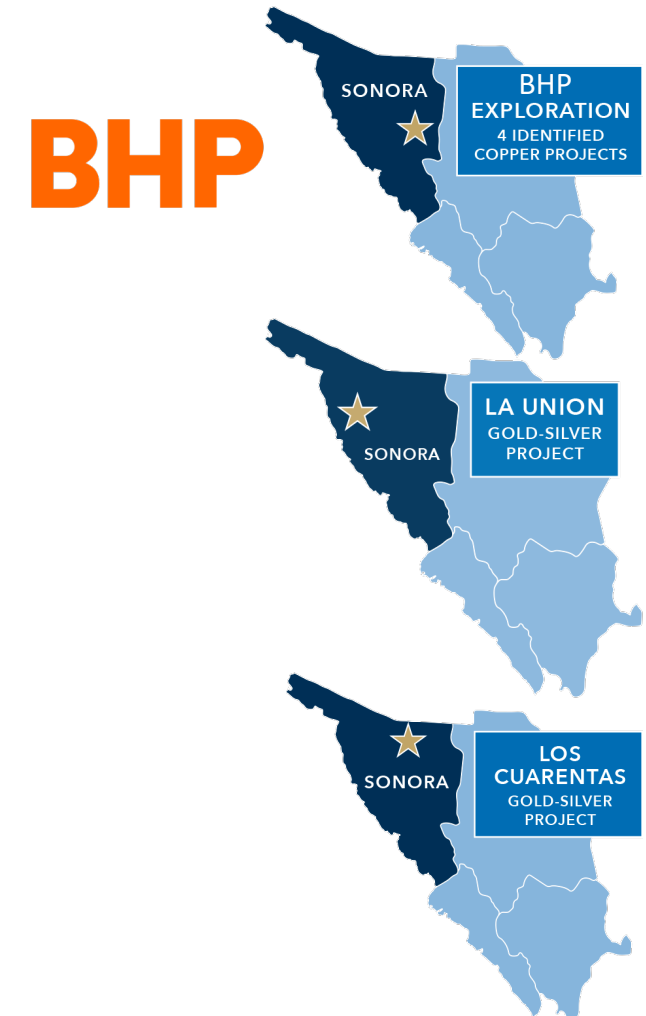 BHP
SONORA
BHP
EXPLORATION
4 IDENTIFIED
COPPER PROJECTS
SONORA
LA UNION
GOLD-SILVER
PROJECT
SONORA
LOS
CUARENTAS
GOLD-SILVER
PROJECT